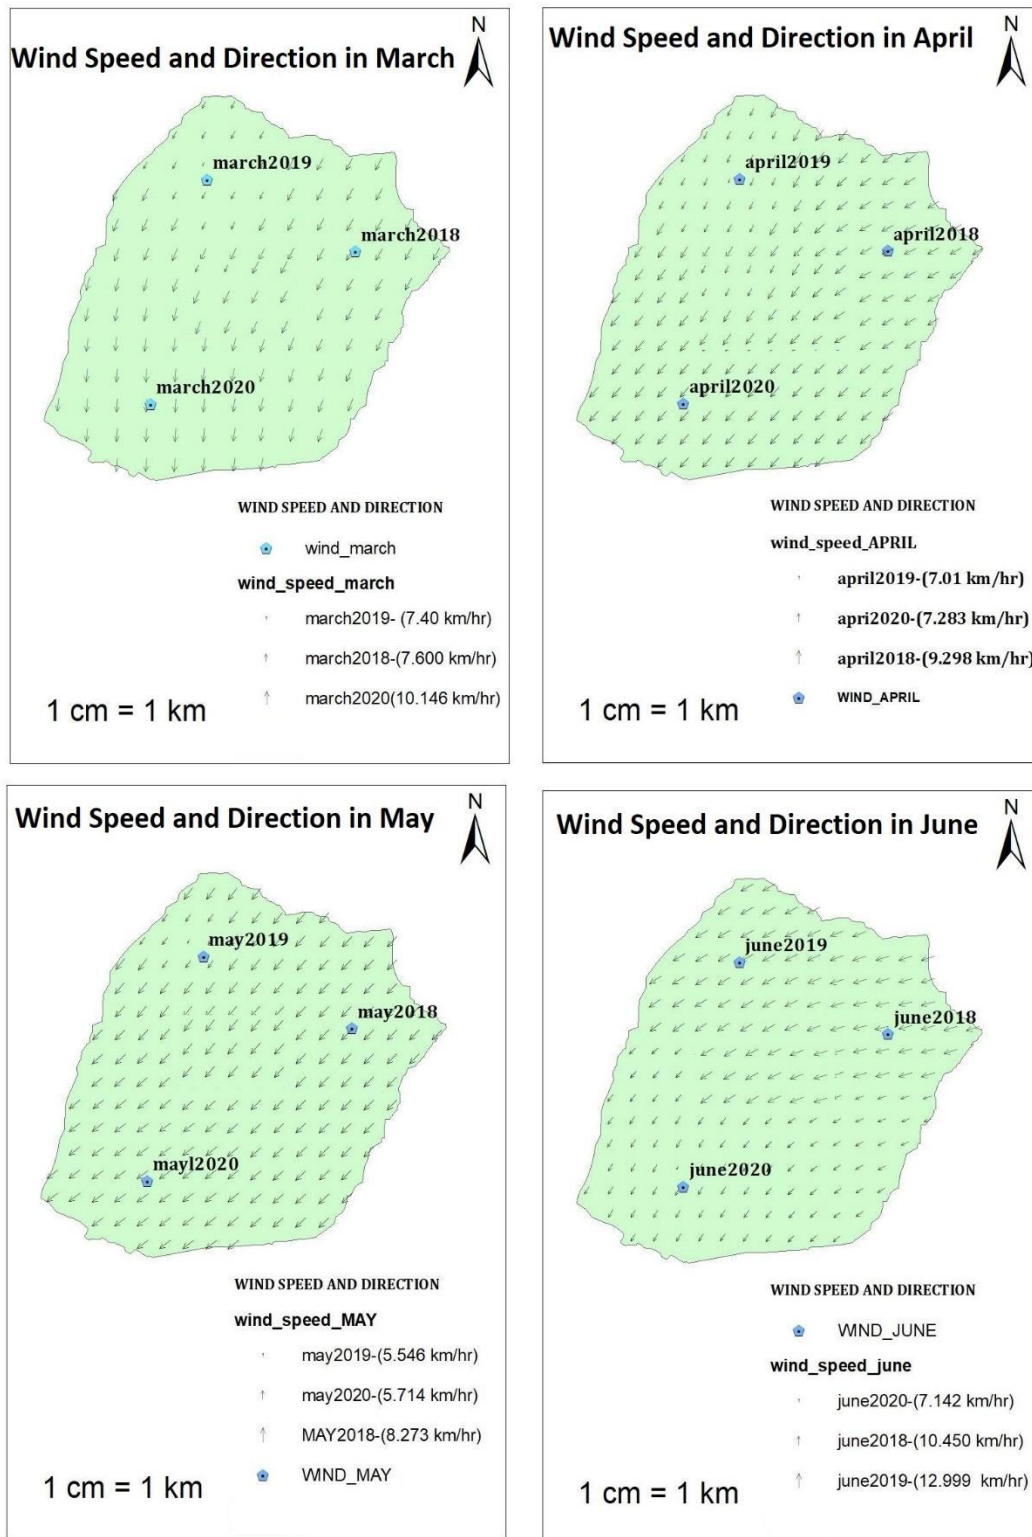 Wind Speed and Direction in March
N
march2019
march2018
march2020
WIND SPEED AND DIRECTION
wind_march
wind_speed_march
march2019- (7.40 km/hr)
march2018-(7.600 km/hr)
march2020(10.146 km/hr)
1 cm = 1 km
Wind Speed and Direction in April
N
april2019
april2018
april2020
WIND SPEED AND DIRECTION
wind_speed_APRIL
april2019-(7.01 km/hr)
apri2020-(7.283 km/hr)
april2018-(9.298 km/hr)
WIND_APRIL
1 cm = 1 km
Wind Speed and Direction in May
N
may2019
may2018
mayl2020
WIND SPEED AND DIRECTION
wind_speed_MAY
may2019-(5.546 km/hr)
may2020-(5.714 km/hr)
MAY2018-(8.273 km/hr)
WIND_MAY
1 cm = 1 km
Wind Speed and Direction in June
N
june2019
june2018
june2020
WIND SPEED AND DIRECTION
WIND_JUNE
wind_speed_june
june2020-(7.142 km/hr)
june2018-(10.450 km/hr)
june2019-(12.999 km/hr)
1 cm = 1 km